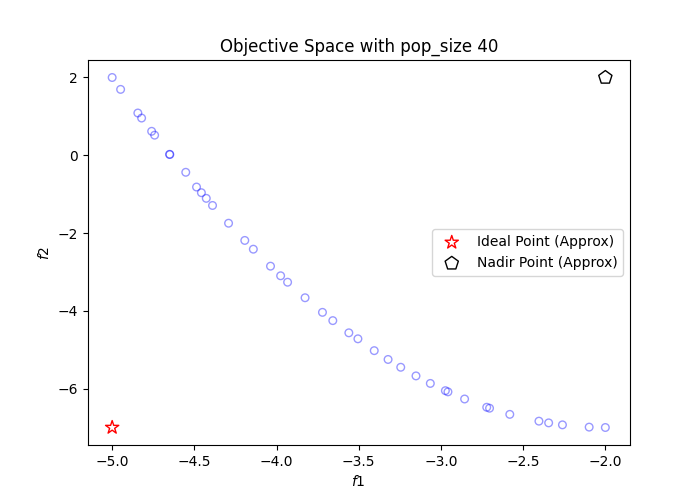 Objective Space with pop_size 40
2
0
−2
−4
−6
f2
Ideal Point (Approx)
Nadir Point (Approx)
−5.0 −4.5 −4.0 −3.5 −3.0 −2.5 −2.0
f1